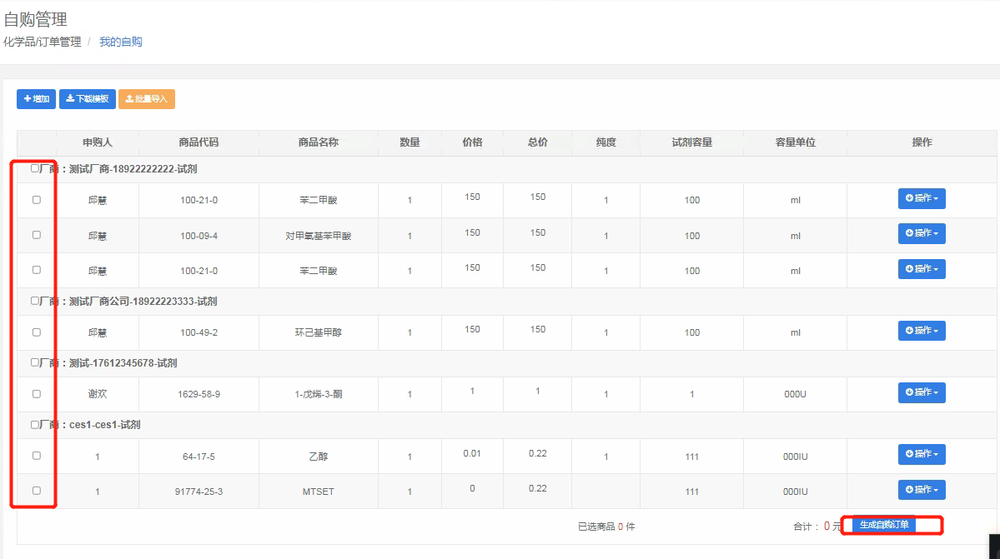 自购管理
化学品/订单管理 / 我的自购
增加 下载模板 批量导入
申购人 商品代码 商品名称 数量 价格 总价 纯度 试剂容量 容量单位 操作
厂商：测试厂商-18922222222-试剂
邱慧 100-21-0 苯二甲酸 1 150 150 1 100 ml 操作
邱慧 100-09-4 对甲氧基苯甲酸 1 150 150 1 100 ml 操作
邱慧 100-21-0 苯二甲酸 1 150 150 1 100 ml 操作
厂商：测试厂商公司-18922223333-试剂
邱慧 100-49-2 环己基甲醇 1 150 150 1 100 ml 操作
厂商：测试-17612345678-试剂
谢欢 1629-58-9 1-戊烯-3-酮 1 1 1 1 1 000U 操作
厂商：ces1-ces1-试剂
1 64-17-5 乙醇 1 0.01 0.22 1 111 000IU 操作
1 91774-25-3 MTSET 1 0 0.22 111 000IU 操作
已选商品 0 件 合计： 0 元 生成自购订单